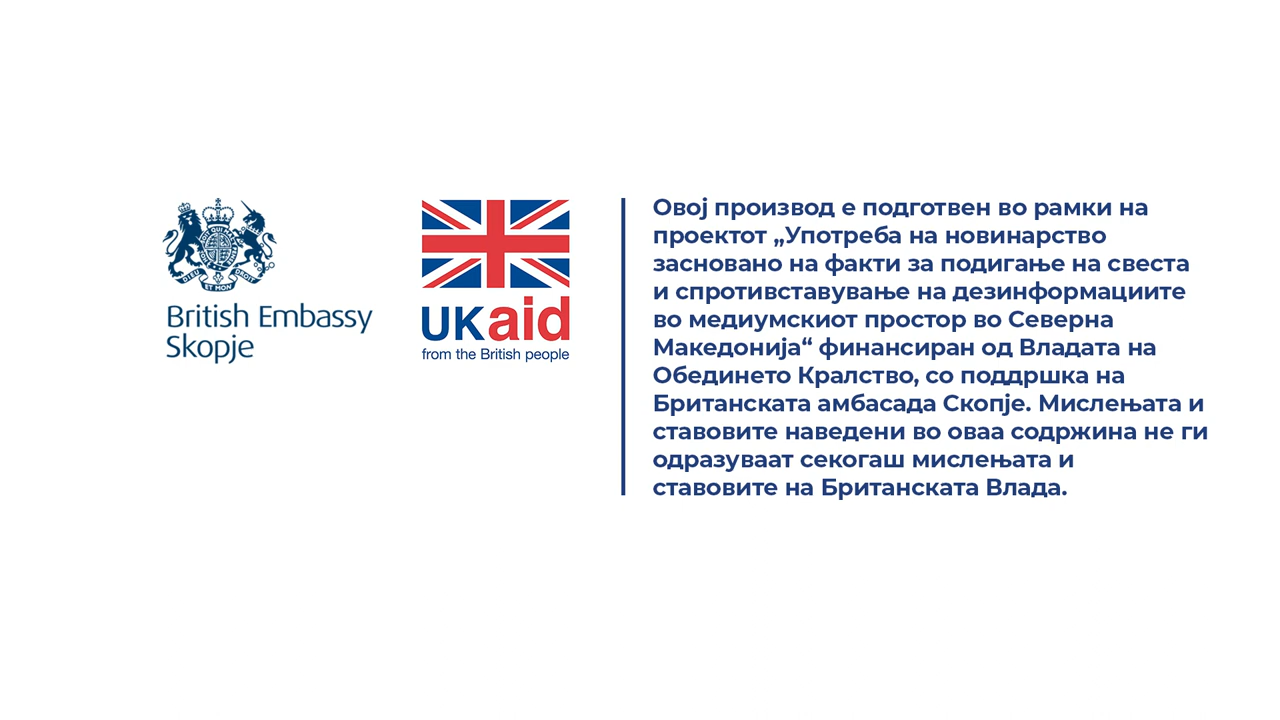 British Embassy
Skopje
UKaid
from the British people
Овој производ е подготвен во рамки на
проектот „Употреба на новинарство
засновано на факти за подигање на свеста
и спротивставување на дезинформациите
во медиумскиот простор во Северна
Македонија“ финансиран од Владата на
Обединето Кралство, со поддршка на
Британската амбасада Скопје. Мислењата и
ставовите наведени во оваа содржина не ги
одразуваат секогаш мислењата и
ставовите на Британската Влада.